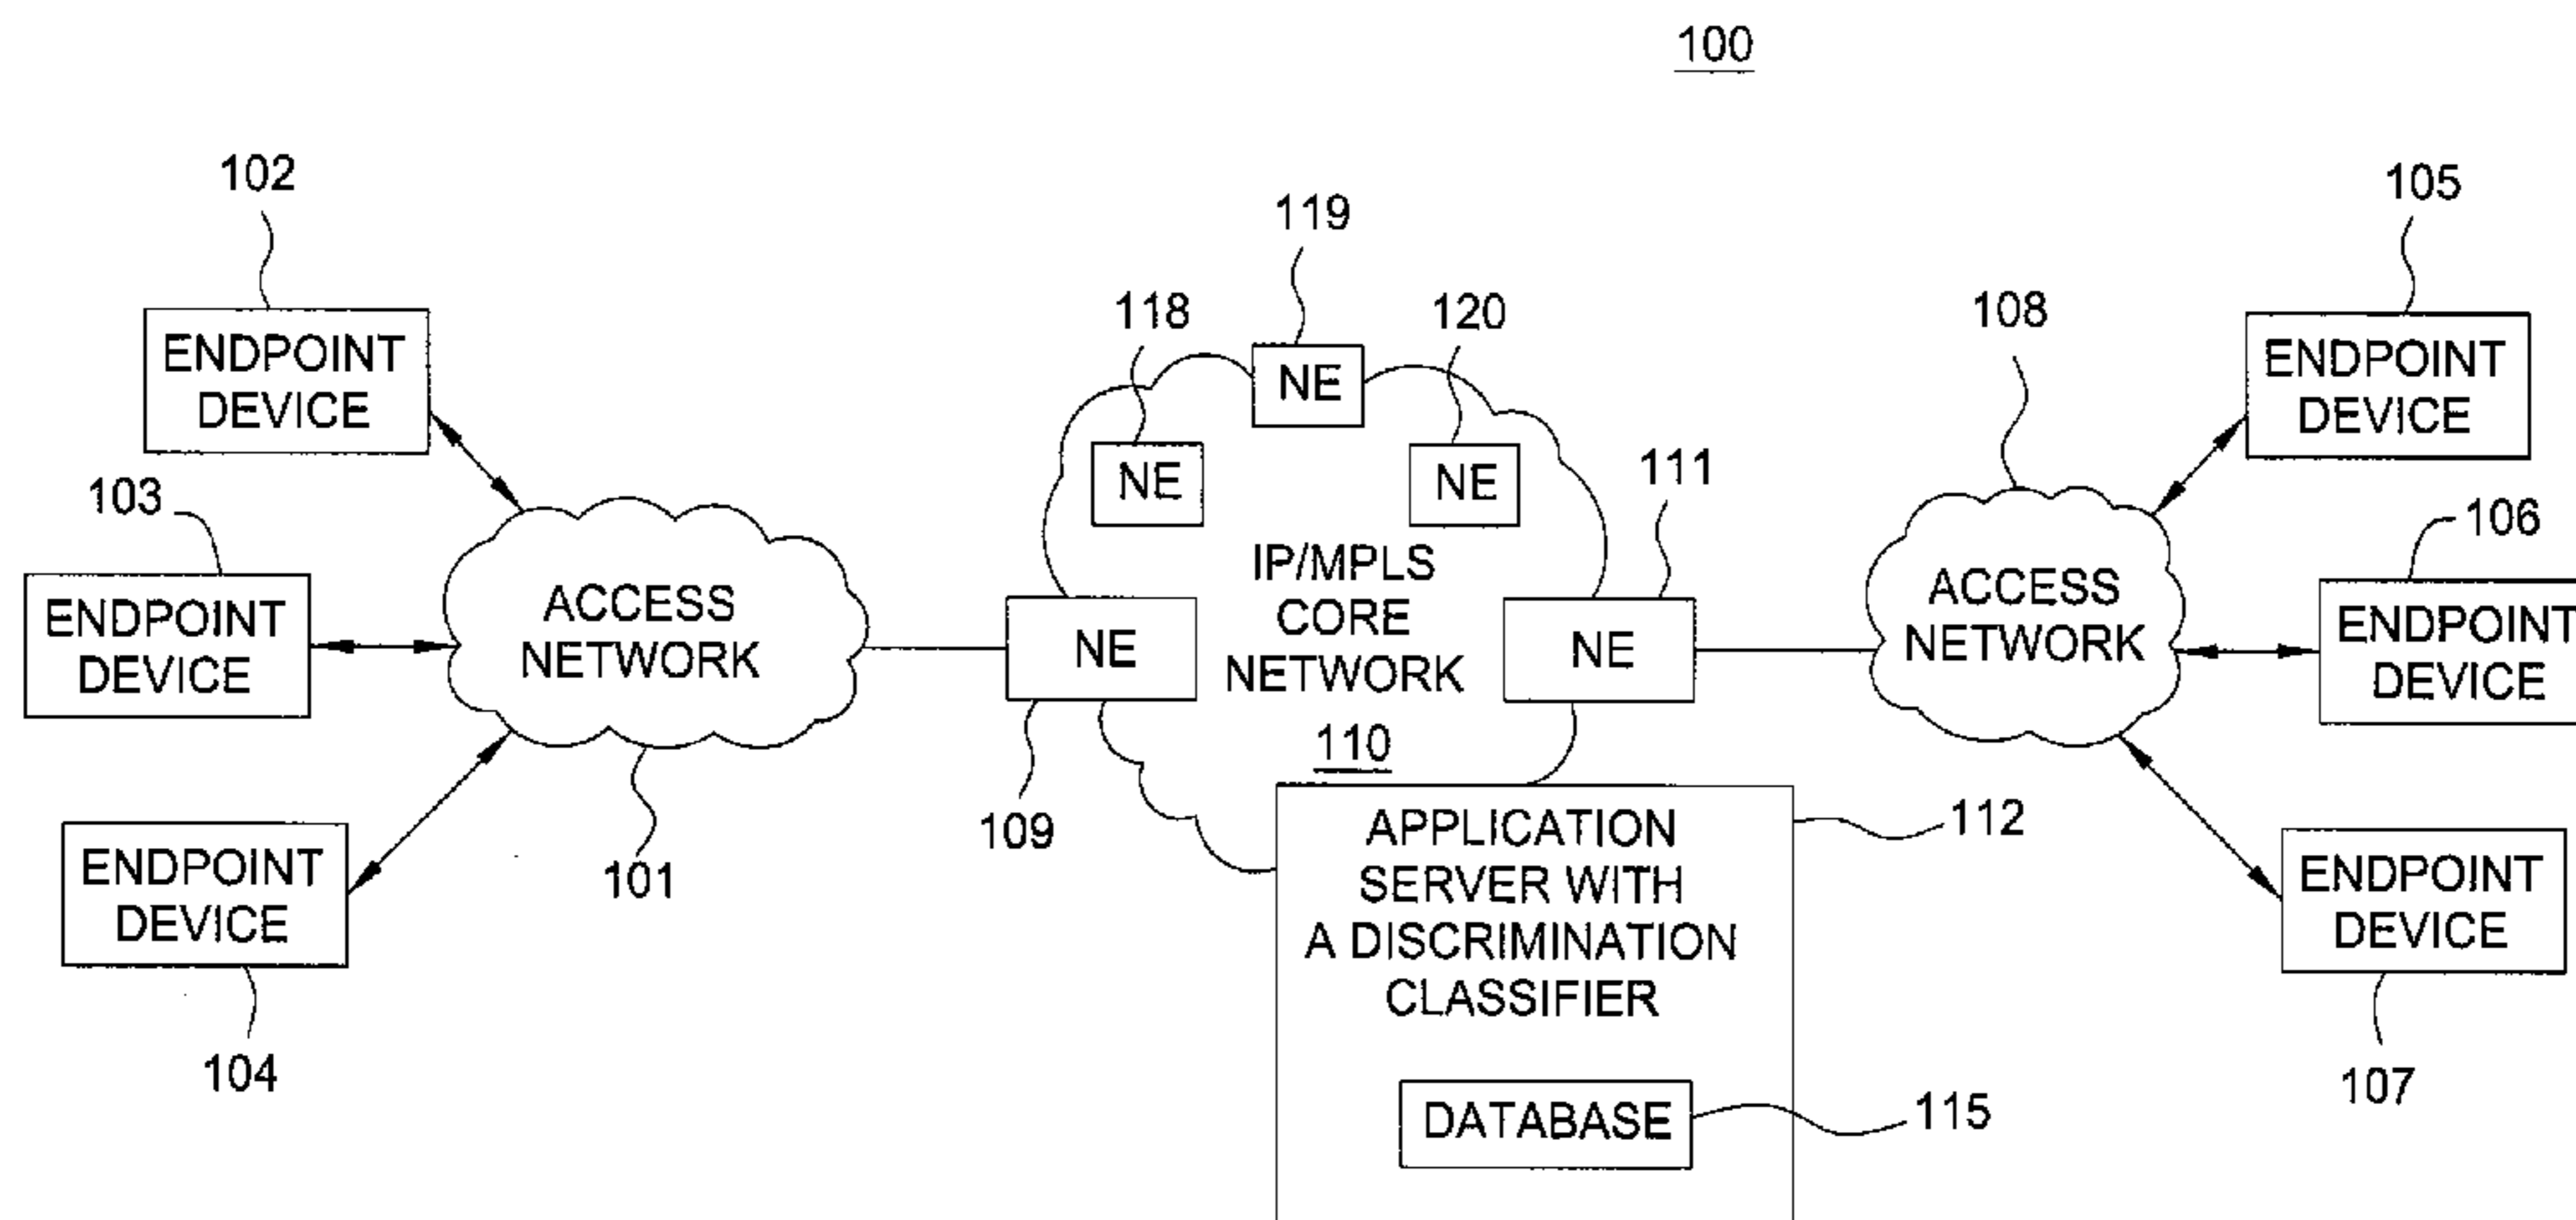 100
102
ENDPOINT
DEVICE
103
ENDPOINT
DEVICE
ENDPOINT
DEVICE
104
ACCESS
NETWORK
101
119
118
120
NE
NE
NE
111
IP/MPLS
CORE
NETWORK
110
NE
NE
109
APPLICATION
SERVER WITH
A DISCRIMINATION
CLASSIFIER
112
DATABASE
115
108
ACCESS
NETWORK
105
ENDPOINT
DEVICE
106
ENDPOINT
DEVICE
ENDPOINT
DEVICE
107